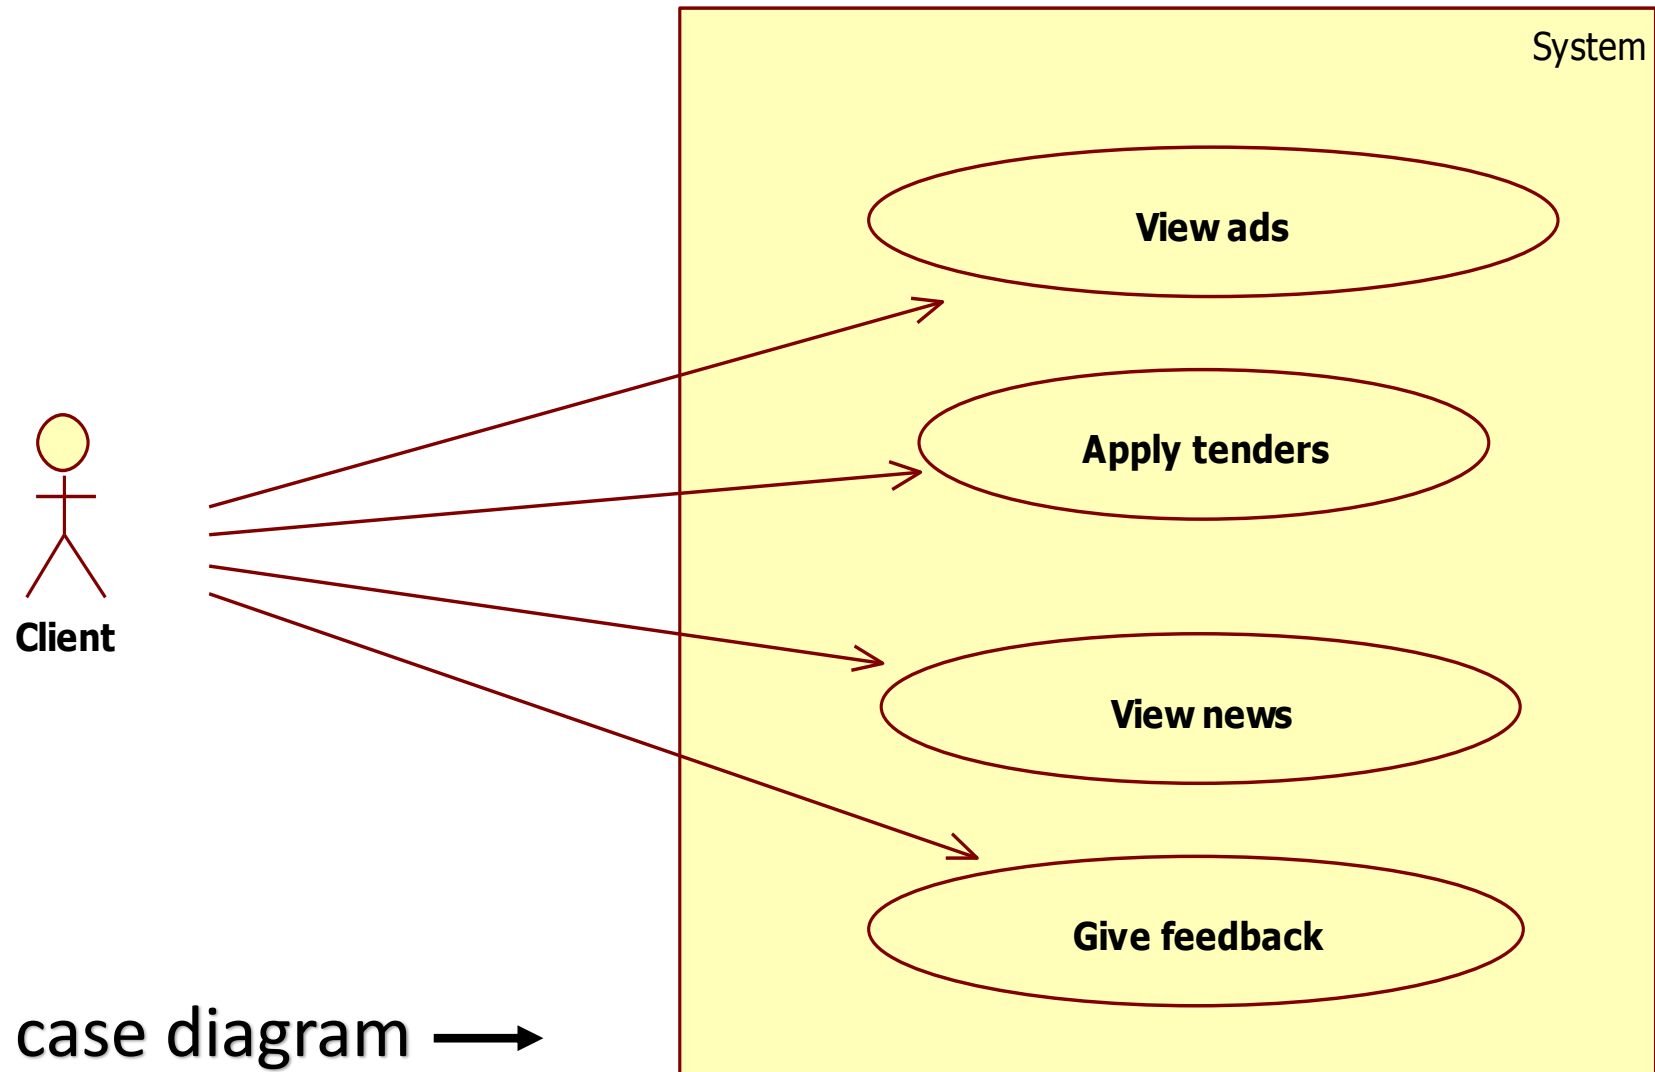 System
View ads
Apply tenders
Client
View news
Give feedback
case diagram